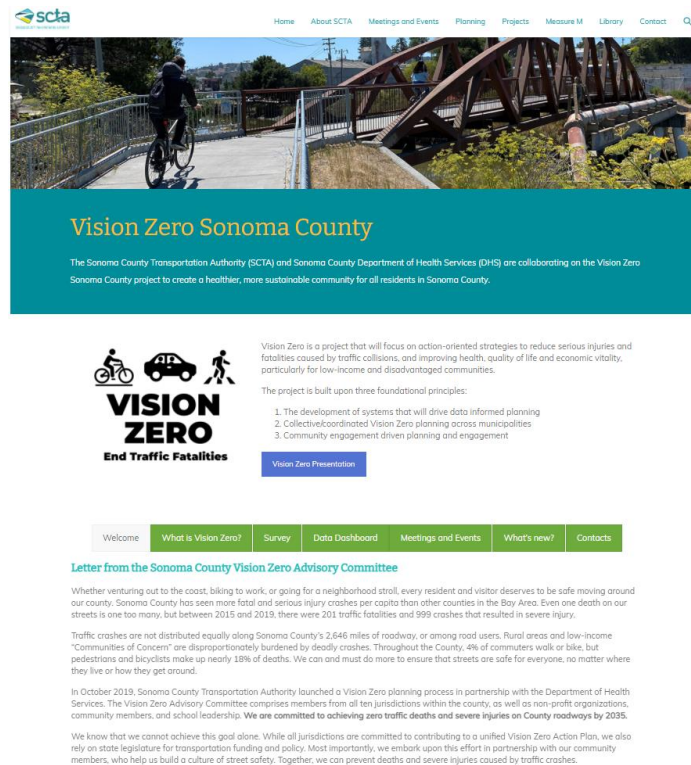 scta
Home About SCTA Meetings and Events Planning Projects Measure M Library Contact
Vision Zero Sonoma County
The Sonoma County Transportation Authority (SCTA) and Sonoma County Department of Health Services (DHS) are collaborating on the Vision Zero
Sonoma County project to create a healthier, more sustainable community for all residents in Sonoma County.
VISION
ZERO
End Traffic Fatalities
Vision Zero is a project that will focus on action-oriented strategies to reduce serious injuries and
fatalities caused by traffic collisions, and improving health, quality of life and economic vitality,
particularly for low-income and disadvantaged communities.
The project is built upon three foundational principles:
1. The development of systems that will drive data informed planning
2. Collective/coordinated Vision Zero planning across municipalities
3. Community engagement driven planning and engagement
Vision Zero Presentation
Welcome What is Vision Zero? Survey Data Dashboard Meetings and Events What's new? Contacts
Letter from the Sonoma County Vision Zero Advisory Committee
Whether venturing out to the coast, biking to work, or going for a neighborhood stroll, every resident and visitor deserves to be safe moving around
our county. Sonoma County has seen more fatal and serious injury crashes per capita than other counties in the Bay Area. Even one death on our
streets is one too many, but between 2015 and 2019, there were 201 traffic fatalities and 999 crashes that resulted in severe injury.
Traffic crashes are not distributed equally along Sonoma County's 2,646 miles of roadway, or among road users. Rural areas and low-income
"Communities of Concern" are disproportionately burdened by deadly crashes. Throughout the County, 4% of commuters walk or bike, but
pedestrians and bicyclists make up nearly 18% of deaths. We can and must do more to ensure that streets are safe for everyone, no matter where
they live or how they get around.
In October 2019, Sonoma County Transportation Authority launched a Vision Zero planning process in partnership with the Department of Health
Services. The Vision Zero Advisory Committee comprises members from all ten jurisdictions within the county, as well as non-profit organizations,
community members, and school leadership. We are committed to achieving zero traffic deaths and severe injuries on County roadways by 2035.
We know that we cannot achieve this goal alone. While all jurisdictions are committed to contributing to a unified Vision Zero Action Plan, we also
rely on state legislature for transportation funding and policy. Most importantly, we embark upon this effort in partnership with our community
members, who help us build a culture of street safety. Together, we can prevent deaths and severe injuries caused by traffic crashes.